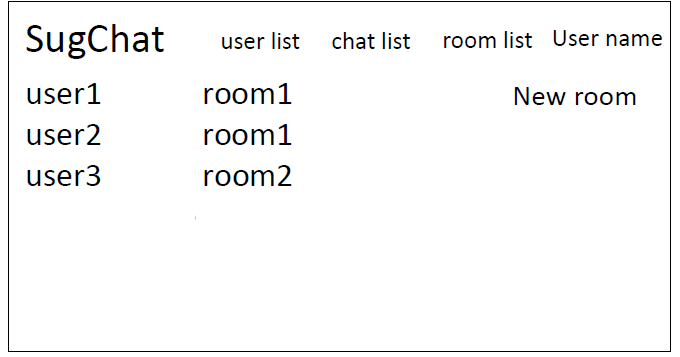 SugChat user list chat list room list User name
user1 room1 New room
user2 room1
user3 room2